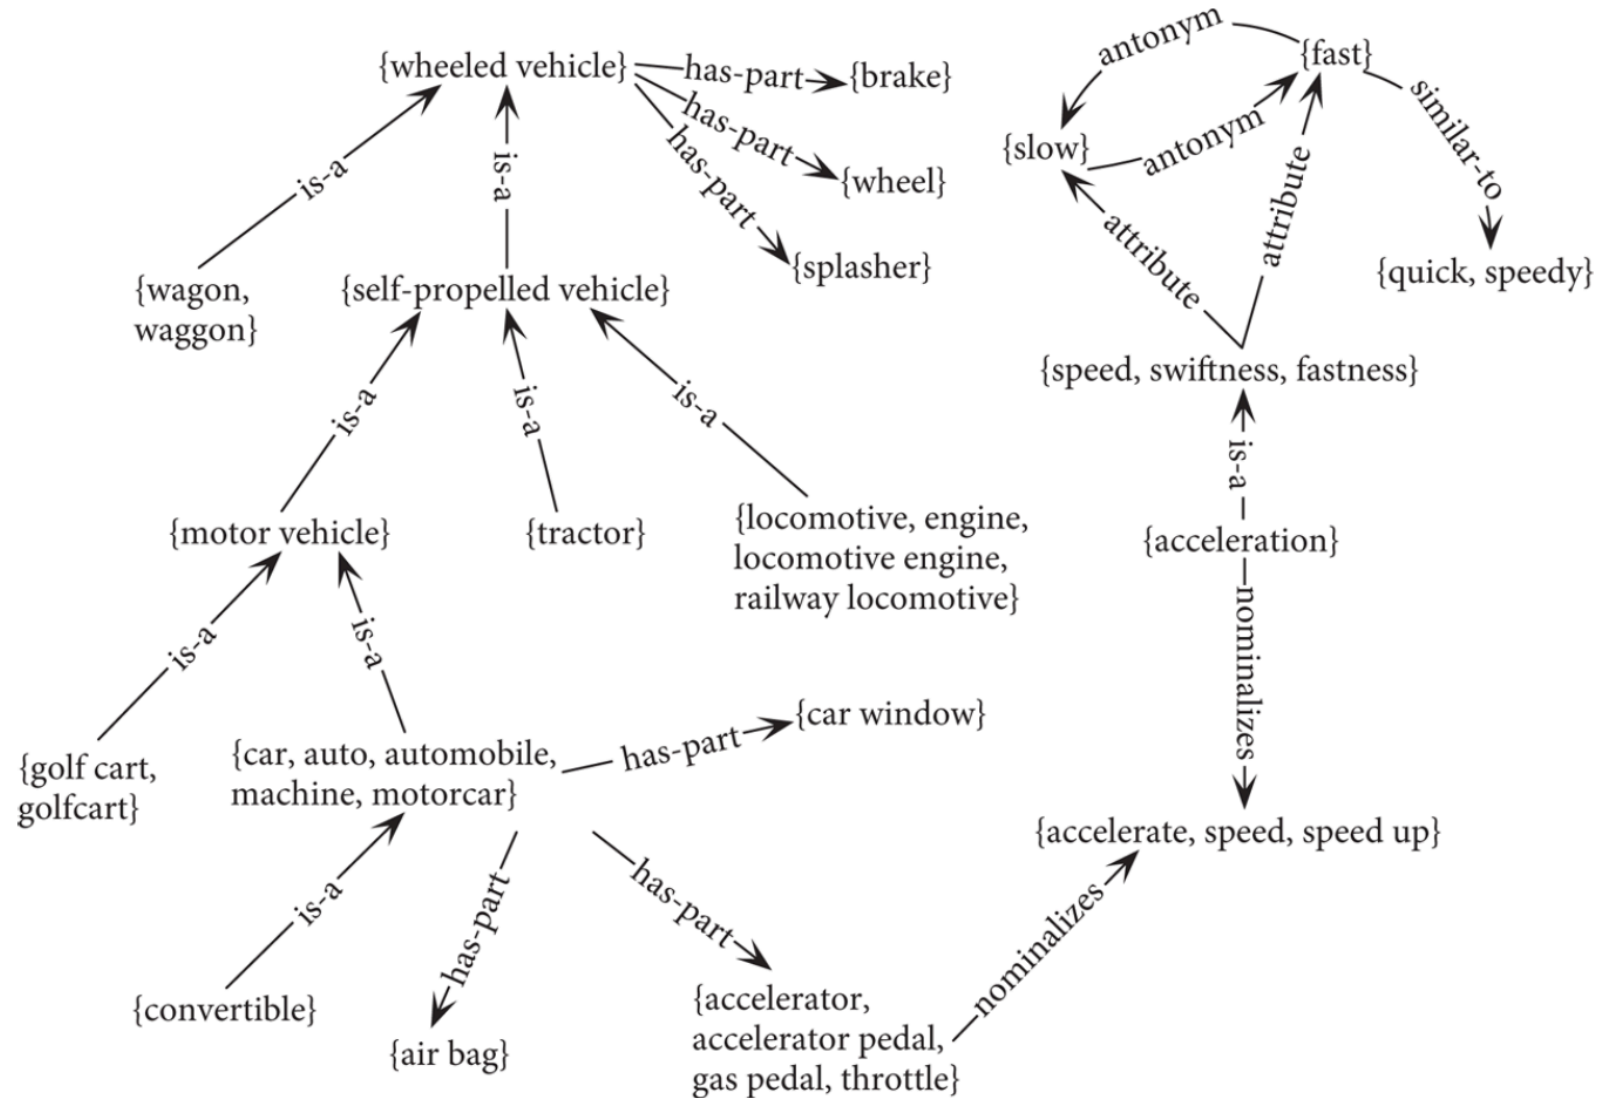 {wheeled vehicle}
has-part
{brake}
has-part
{wheel}
has-part
{splasher}
is-a
is-a
{wagon,
waggon}
{self-propelled vehicle}
is-a
is-a
is-a
{motor vehicle}
{tractor}
{locomotive, engine,
locomotive engine,
railway locomotive}
is-a
is-a
{golf cart,
golfcart}
{car, auto, automobile,
machine, motorcar}
has-part
{car window}
is-a
has-part
has-part
{convertible}
{air bag}
{accelerator,
accelerator pedal,
gas pedal, throttle}
nominalizes
antonym
{fast}
similar-to
{slow}
antonym
attribute
attribute
{quick, speedy}
{speed, swiftness, fastness}
is-a
{acceleration}
nominalizes
{accelerate, speed, speed up}